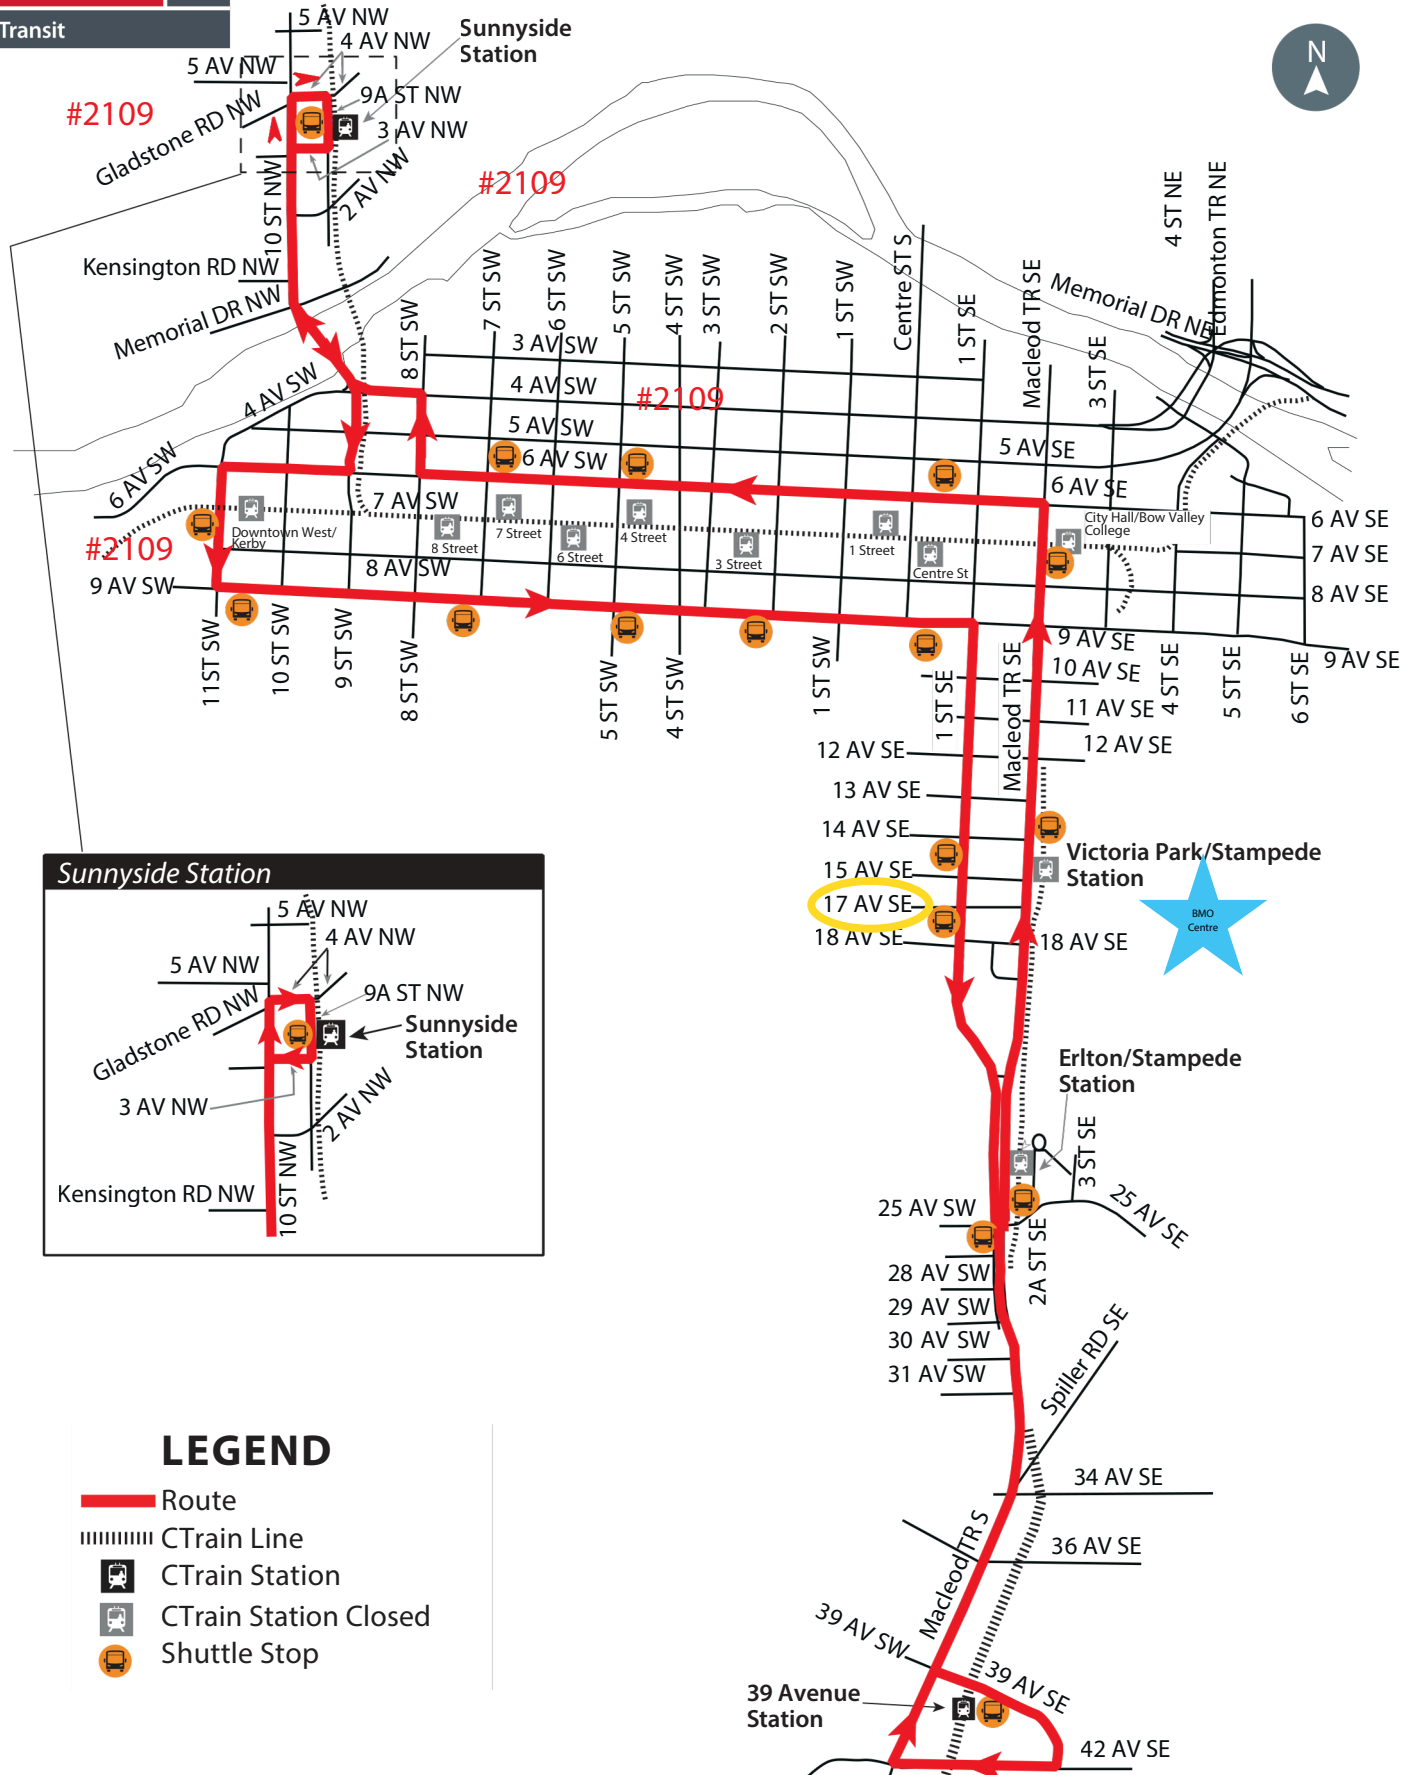 Transit
5 AV NW
4 AV NW
Sunnyside
Station
5 AV NW
N
#2109
Gladstone RD NW
9A ST NW
3 AV NW
2 AV NW
10 ST NW
#2109
Kensington RD NW
Memorial DR NW
4 ST NE
Edmonton TR NE
Memorial DR NE
8 ST SW
7 ST SW
6 ST SW
5 ST SW
4 ST SW
3 ST SW
2 ST SW
1 ST SW
Centre ST S
1 ST SE
Macleod TR SE
3 ST SE
3 AV SW
4 AV SW
4 AV SW
#2109
5 AV SW
5 AV SE
6 AV SW
6 AV SW
6 AV SE
7 AV SW
City Hall/Bow Valley
College
6 AV SE
Downtown West/
Kerby
8 Street
7 Street
6 Street
4 Street
3 Street
1 Street
Centre St
#2109
7 AV SE
8 AV SW
9 AV SW
8 AV SE
9 AV SE
9 AV SE
11ST SW
10 ST SW
9 ST SW
8 ST SW
5 ST SW
4 ST SW
1 ST SW
1 ST SE
Macleod TR SE
4 ST SE
5 ST SE
6 ST SE
10 AV SE
11 AV SE
12 AV SE
12 AV SE
13 AV SE
14 AV SE
15 AV SE
Victoria Park/Stampede
Station
17 AV SE
BMO
Centre
18 AV SE
18 AV SE
Sunnyside Station
5 AV NW
4 AV NW
5 AV NW
9A ST NW
Gladstone RD NW
Sunnyside
Station
3 AV NW
2 AV NW
10 ST NW
Kensington RD NW
Erlton/Stampede
Station
3 ST SE
25 AV SW
25 AV SE
2A ST SE
28 AV SW
29 AV SW
30 AV SW
31 AV SW
Spiller RD SE
34 AV SE
36 AV SE
Macleod TR S
39 AV SW
39 AV SE
39 Avenue
Station
42 AV SE
LEGEND
Route
CTrain Line
CTrain Station
CTrain Station Closed
Shuttle Stop